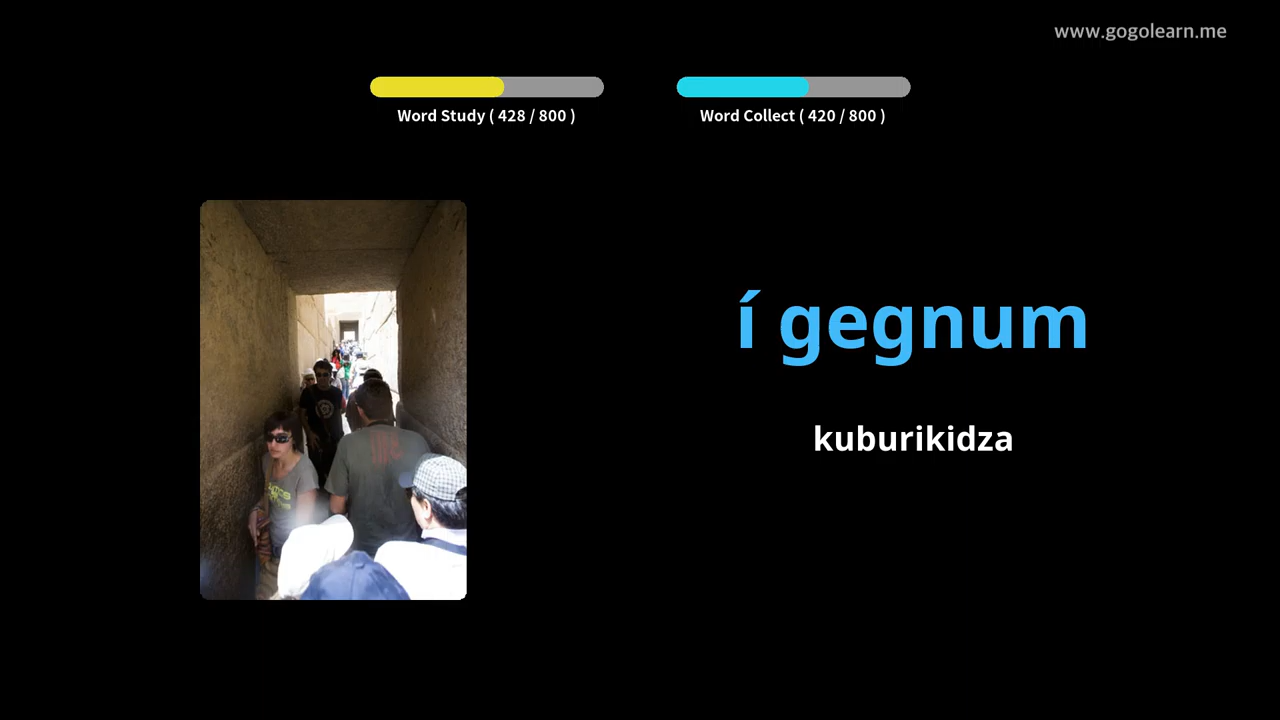 www.gogolearn.me
Word Study ( 428 / 800 )
Word Collect ( 420 / 800 )
í gegnum
kuburikidza